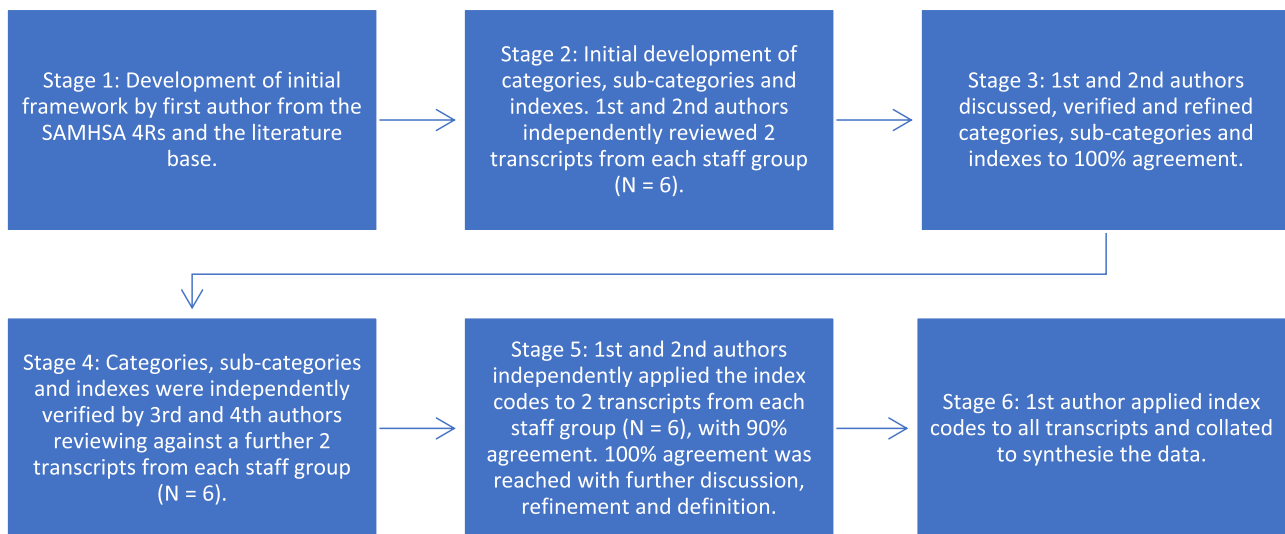 Stage 1: Development of initial
framework by first author from the
SAMHSA 4Rs and the literature
base.
Stage 2: Initial development of
categories, sub-categories and
indexes. 1st and 2nd authors
independently reviewed 2
transcripts from each staff group
(N = 6).
Stage 3: 1st and 2nd authors
discussed, verified and refined
categories, sub-categories and
indexes to 100% agreement.
Stage 4: Categories, sub-categories
and indexes were independently
verified by 3rd and 4th authors
reviewing against a further 2
transcripts from each staff group
(N = 6).
Stage 5: 1st and 2nd authors
independently applied the index
codes to 2 transcripts from each
staff group (N = 6), with 90%
agreement. 100% agreement was
reached with further discussion,
refinement and definition.
Stage 6: 1st author applied index
codes to all transcripts and collated
to synthesie the data.